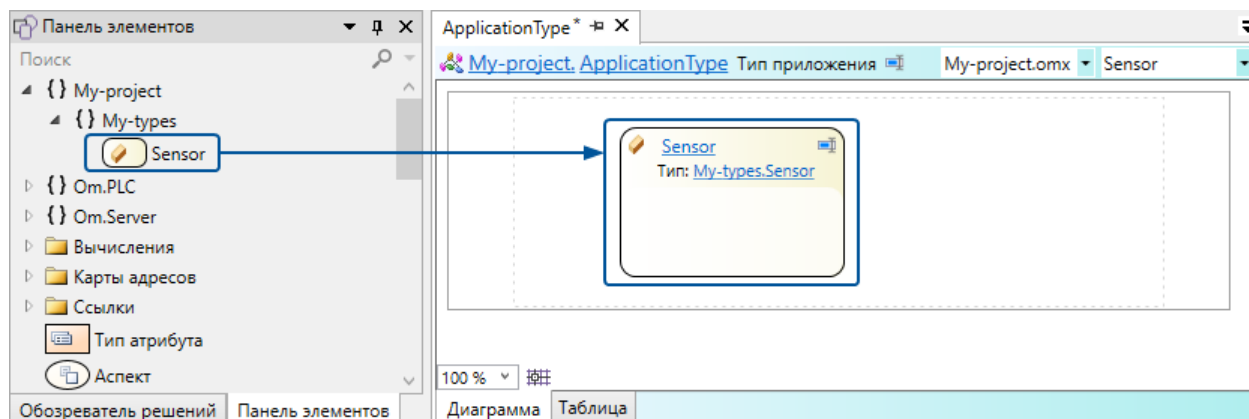 Панель элементов
Поиск
{ } My-project
{ } My-types
Sensor
{ } Om.PLC
{ } Om.Server
Вычисления
Карты адресов
Ссылки
Тип атрибута
Аспект
Обозреватель решений Панель элементов
ApplicationType*
My-project. ApplicationType Тип приложения My-project.omx Sensor
Sensor
Тип: My-types.Sensor
100 %
Диаграмма Таблица